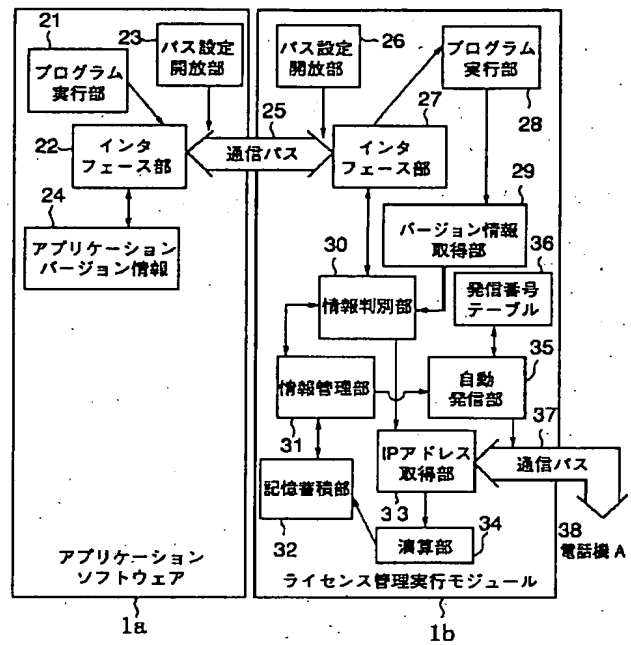 21
プログラム
実行部
23
パス設定
開放部
22
インタ
フェース部
24
アプリケーション
バージョン情報
25
通信パス
26
パス設定
開放部
27
インタ
フェース部
プログラム
実行部
28
29
バージョン情報
取得部
30
情報判別部
36
発信番号
テーブル
35
自動
発信部
情報管理部
31
37
通信パス
IPアドレス
取得部
33
記憶蓄積部
32
演算部
34
38
電話機A
アプリケーション
ソフトウェア
ライセンス管理実行モジュール
1a
1b